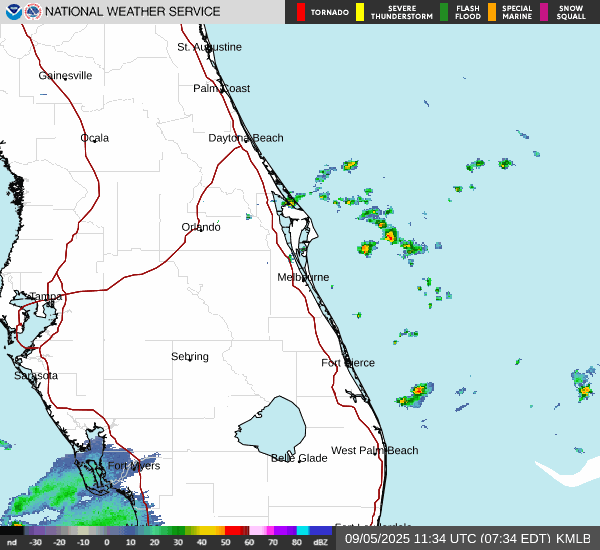 NATIONAL WEATHER SERVICE
TORNADO
SEVERE THUNDERSTORM
FLASH FLOOD
SPECIAL MARINE
SNOW SQUALL
St. Augustine
Gainesville
Palm Coast
Ocala
Daytona Beach
Orlando
Melbourne
Tampa
Sebring
Fort Pierce
Sarasota
West Palm Beach
Belle Glade
Fort Myers
nd -30 -20 -10 0 10 20 30 40 50 60 70 80 dBZ
09/05/2025 11:34 UTC (07:34 EDT) KMLB